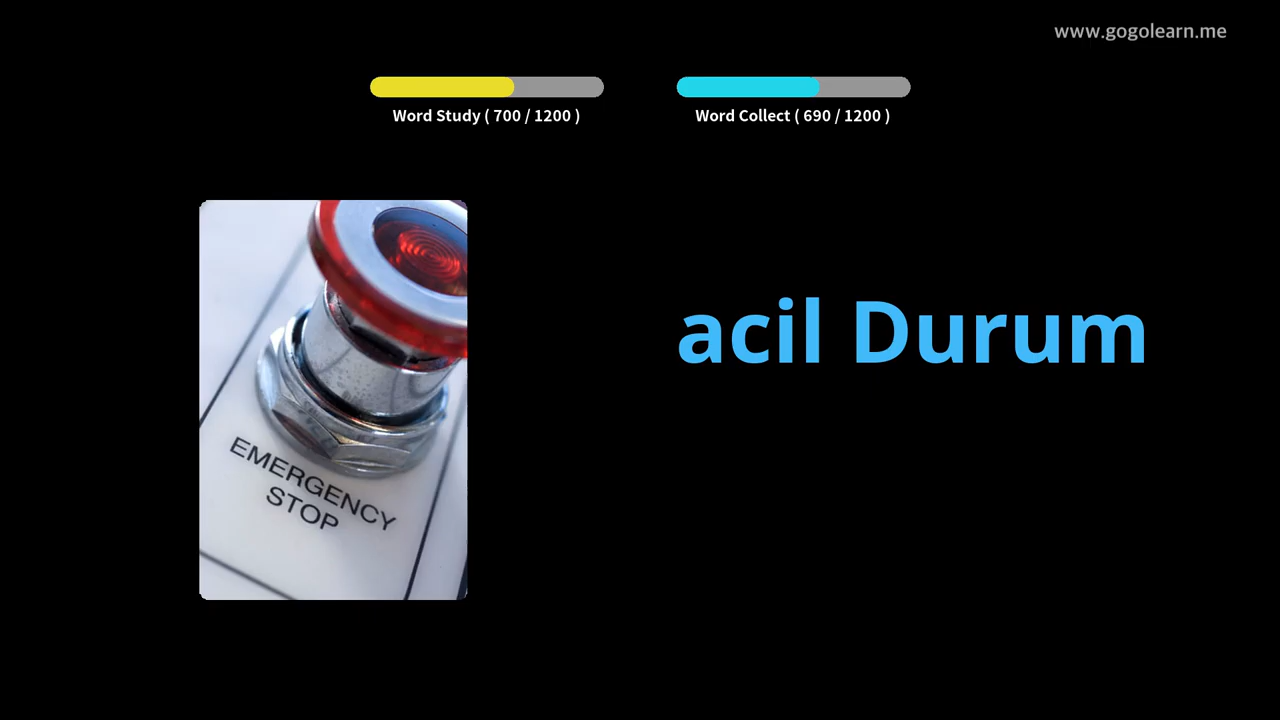 www.gogolearn.me
Word Study ( 700 / 1200 )
Word Collect ( 690 / 1200 )
acil Durum
EMERGENCY
STOP